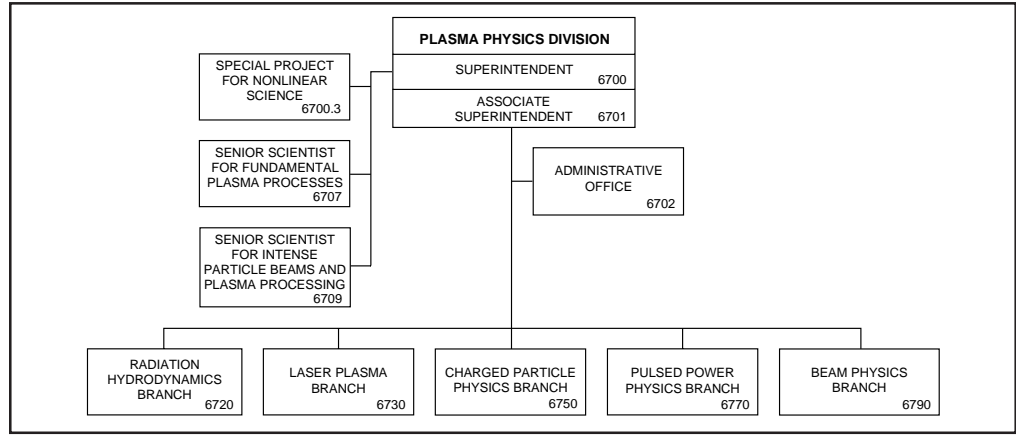 PLASMA PHYSICS DIVISION
SUPERINTENDENT
6700
ASSOCIATE
SUPERINTENDENT 6701
SPECIAL PROJECT
FOR NONLINEAR
SCIENCE
6700.3
SENIOR SCIENTIST
FOR FUNDAMENTAL
PLASMA PROCESSES
6707
ADMINISTRATIVE
OFFICE
6702
SENIOR SCIENTIST
FOR INTENSE
PARTICLE BEAMS AND
PLASMA PROCESSING
6709
RADIATION
HYDRODYNAMICS
BRANCH
6720
LASER PLASMA
BRANCH
6730
CHARGED PARTICLE
PHYSICS BRANCH
6750
PULSED POWER
PHYSICS BRANCH
6770
BEAM PHYSICS
BRANCH
6790